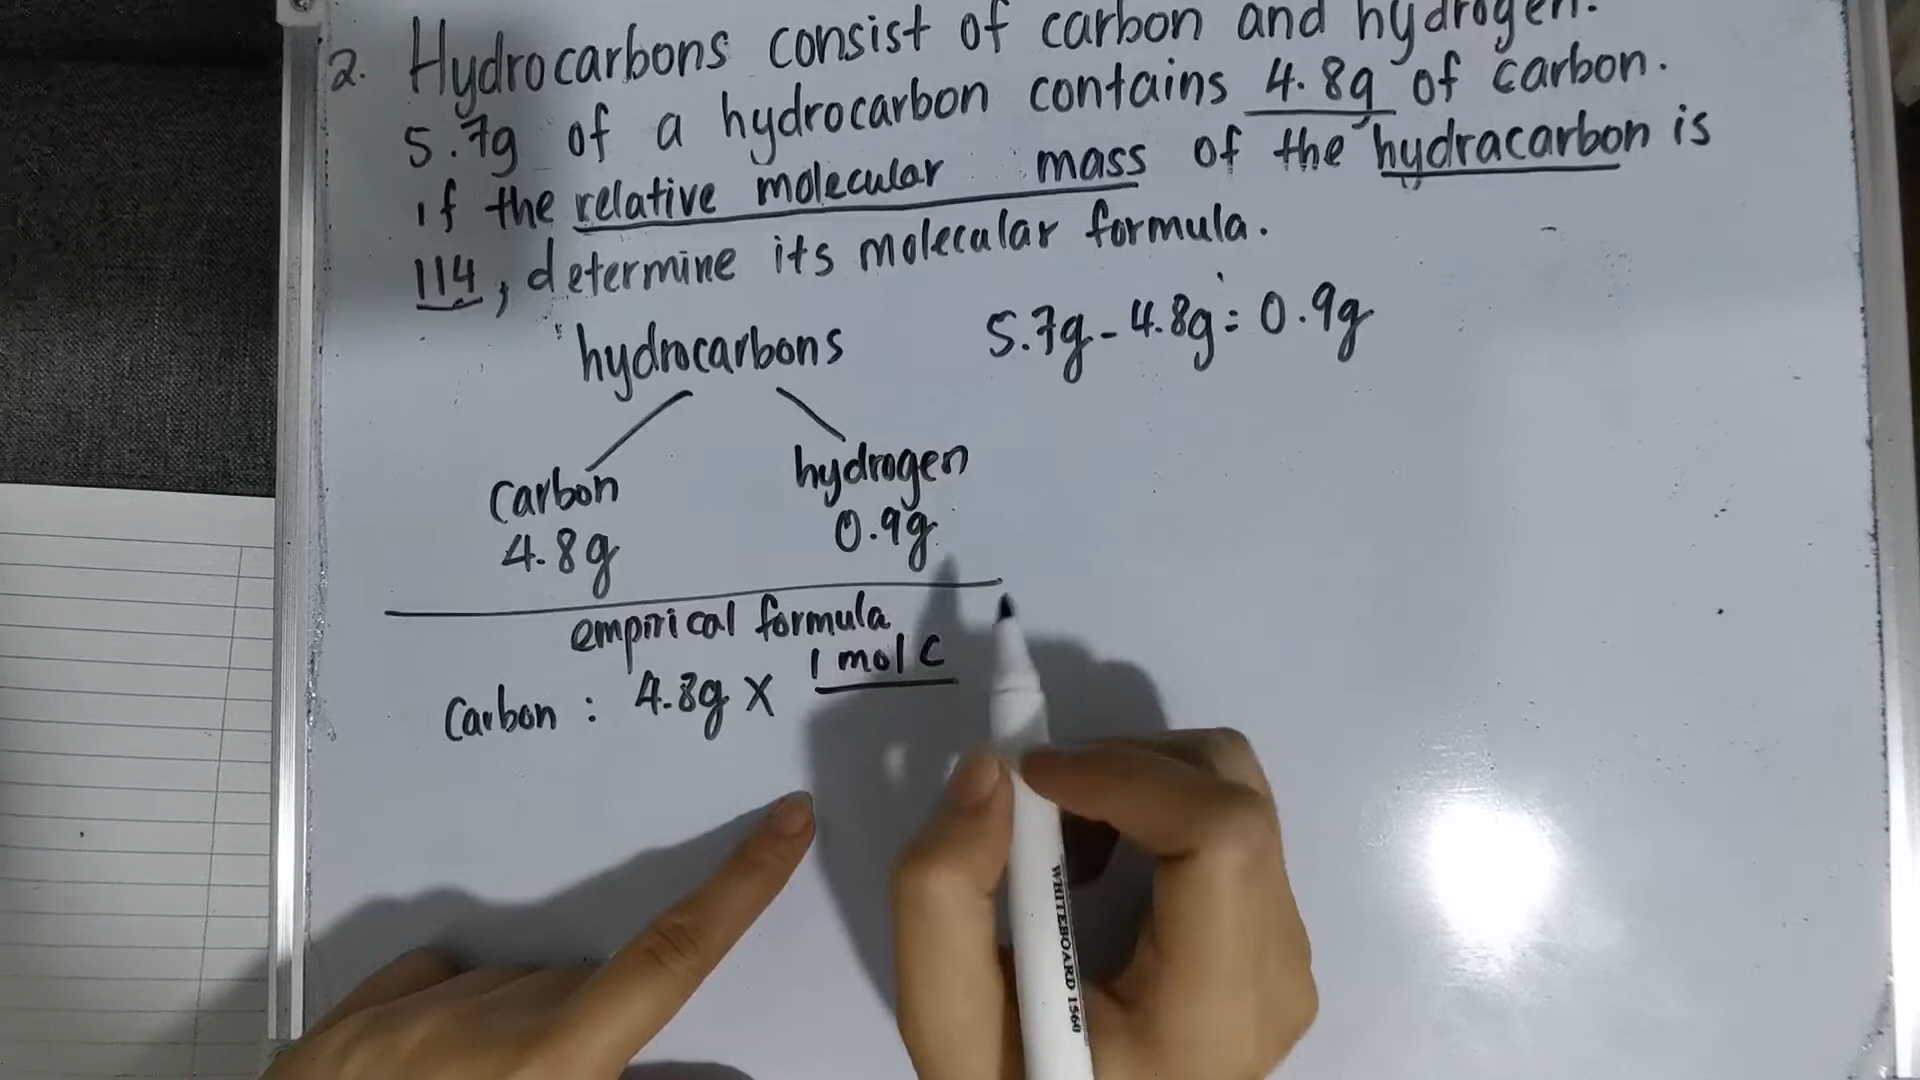 2. Hydrocarbons consist of carbon and hydrogen.
5.7g of a hydrocarbon contains 4.8g of carbon.
if the relative molecular mass of the hydracarbon is
114, determine its molecular formula.
hydrocarbons 5.7g - 4.8g = 0.9g
carbon hydrogen
4.8g 0.9g
empirical formula
1 mol C
Carbon : 4.8g X
WHITEBOARD 1560